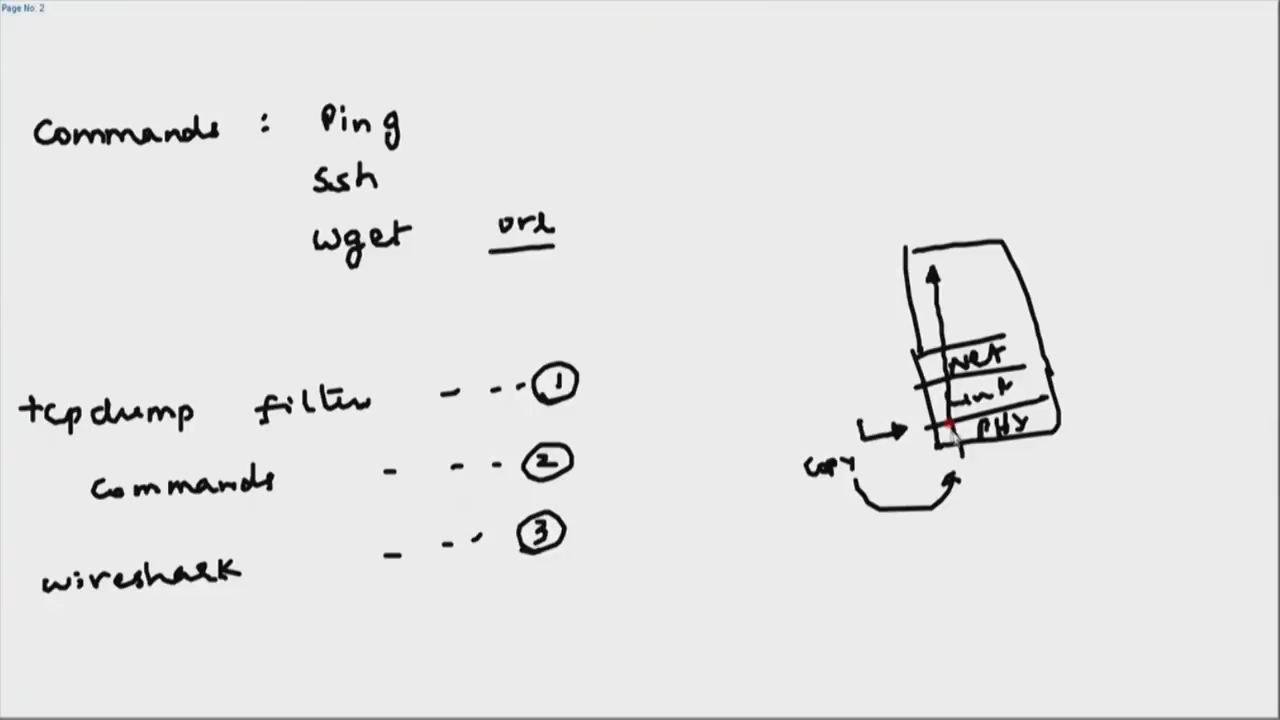 Page No: 2
Commands : Ping
Ssh
Wget url
tcpdump filter - - - 1
Commands - - - 2
wireshark - - - 3
Net
Link
PHY
Copy